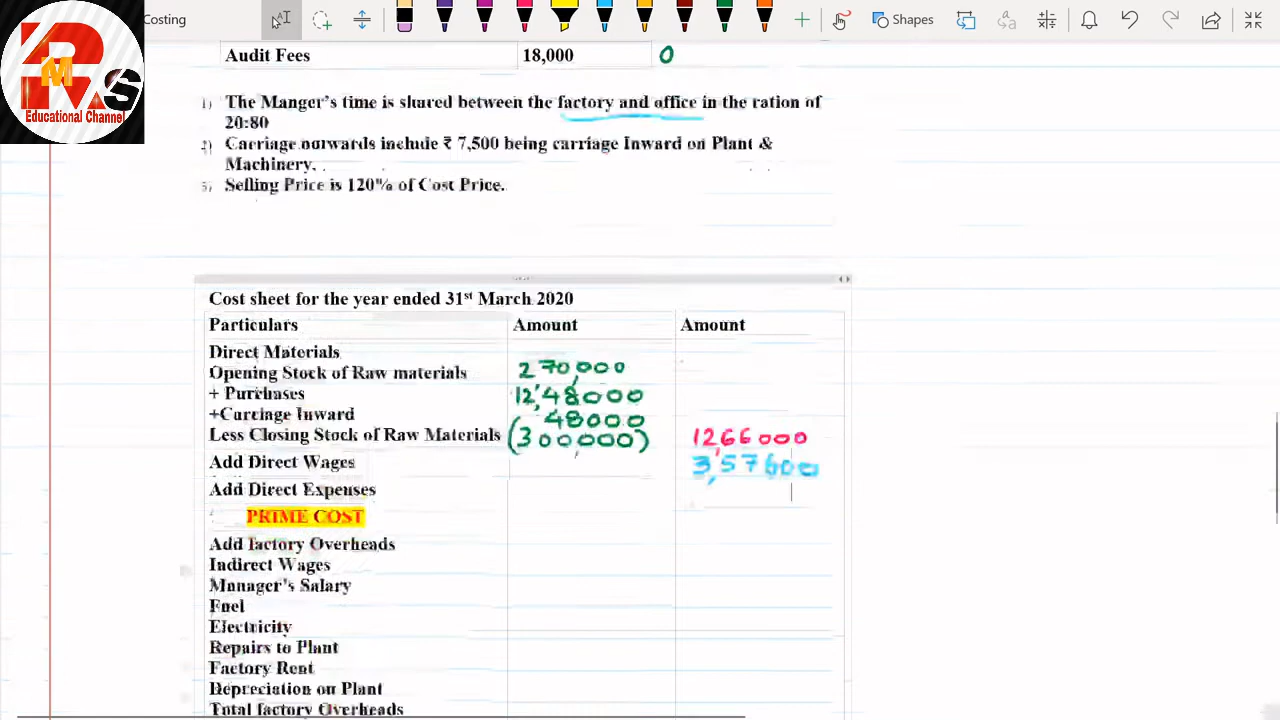 Costing
Shapes
RMS
Educational Channel
Audit Fees 18,000 0
1) The Manger's time is shared between the factory and office in the ration of
20:80
2) Carriage outwards include ₹ 7,500 being carriage Inward on Plant &
Machinery.
3) Selling Price is 120% of Cost Price.
Cost sheet for the year ended 31st March 2020
Particulars Amount Amount
Direct Materials
Opening Stock of Raw materials 270,000
+ Purchases 12,48000
+Carriage Inward 48000
Less Closing Stock of Raw Materials (300000) 1266000
Add Direct Wages 3,57600
Add Direct Expenses
PRIME COST
Add factory Overheads
Indirect Wages
Manager's Salary
Fuel
Electricity
Repairs to Plant
Factory Rent
Depreciation on Plant
Total factory Overheads